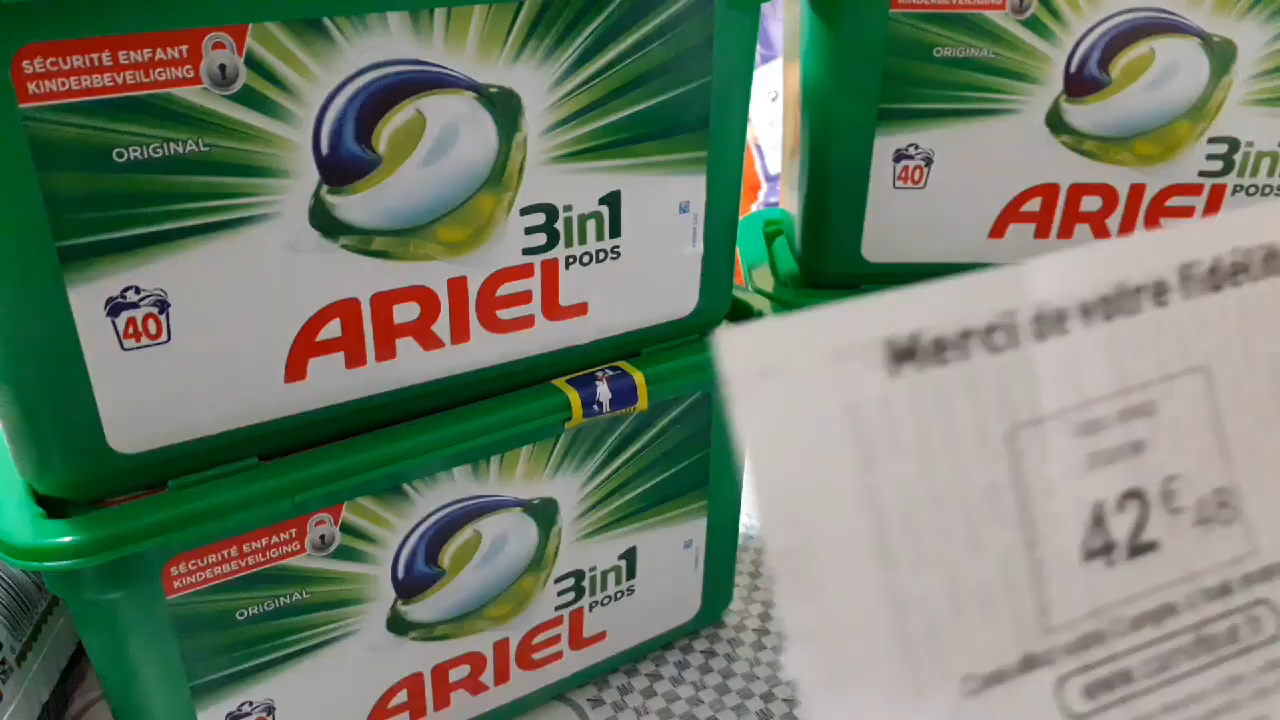 SÉCURITÉ ENFANT
KINDERBEVEILIGING
ORIGINAL
40
3in1
PODS
ARIEL
SÉCURITÉ ENFANT
KINDERBEVEILIGING
ORIGINAL
3in1
PODS
ARIEL
KINDERBEVEILIGING
ORIGINAL
40
3in1
PODS
ARIEL
Merci de votre fidélité
42€48